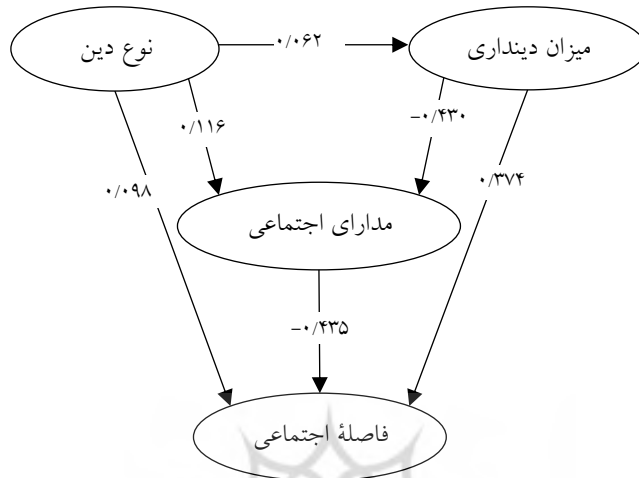 نوع دین
۰/۰۶۲
میزان دینداری
۰/۱۱۶
-۰/۴۳۰
۰/۰۹۸
۰/۳۷۴
مدارای اجتماعی
-۰/۴۳۵
فاصلهٔ اجتماعی